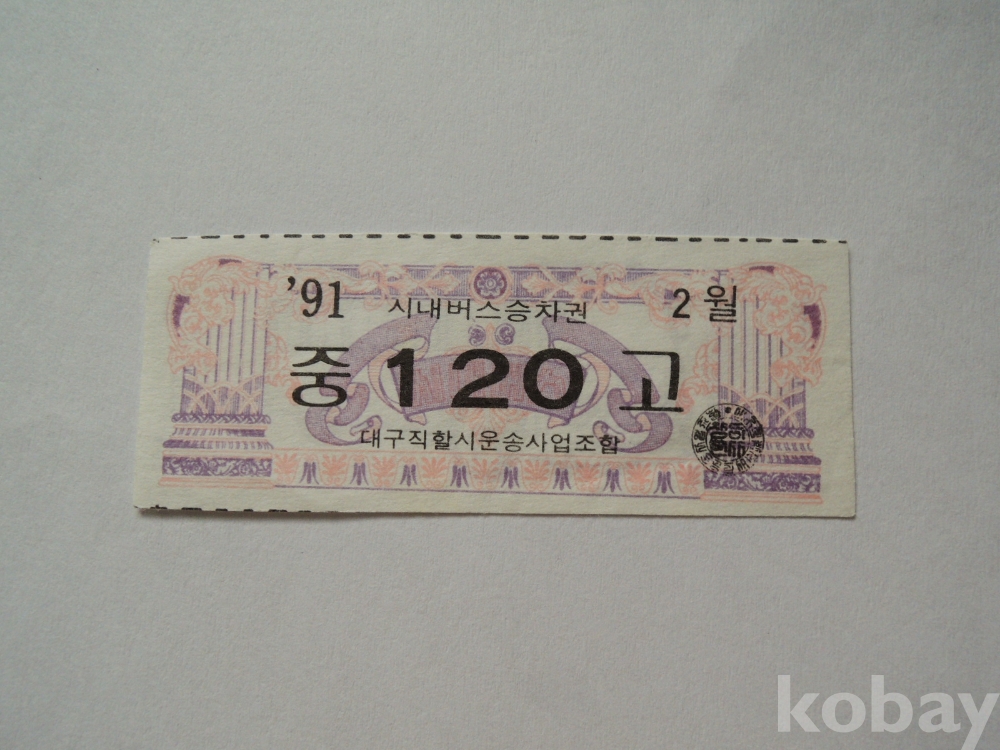 '91 시내버스승차권 2월
중 120 고
대구직할시운송사업조합
kobay